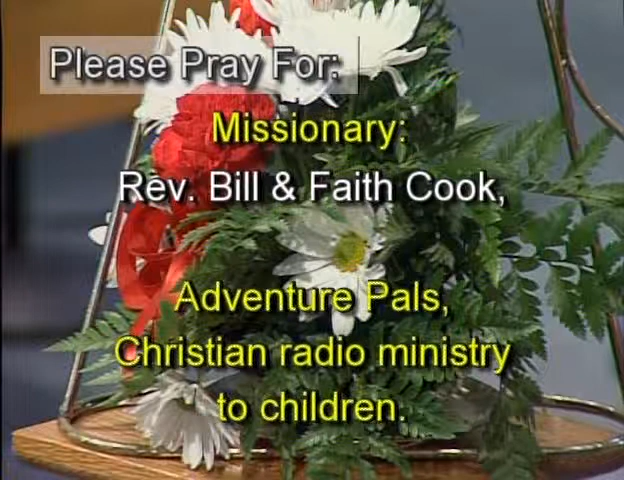 Please Pray For:
Missionary:
Rev. Bill & Faith Cook,
Adventure Pals,
Christian radio ministry
to children.